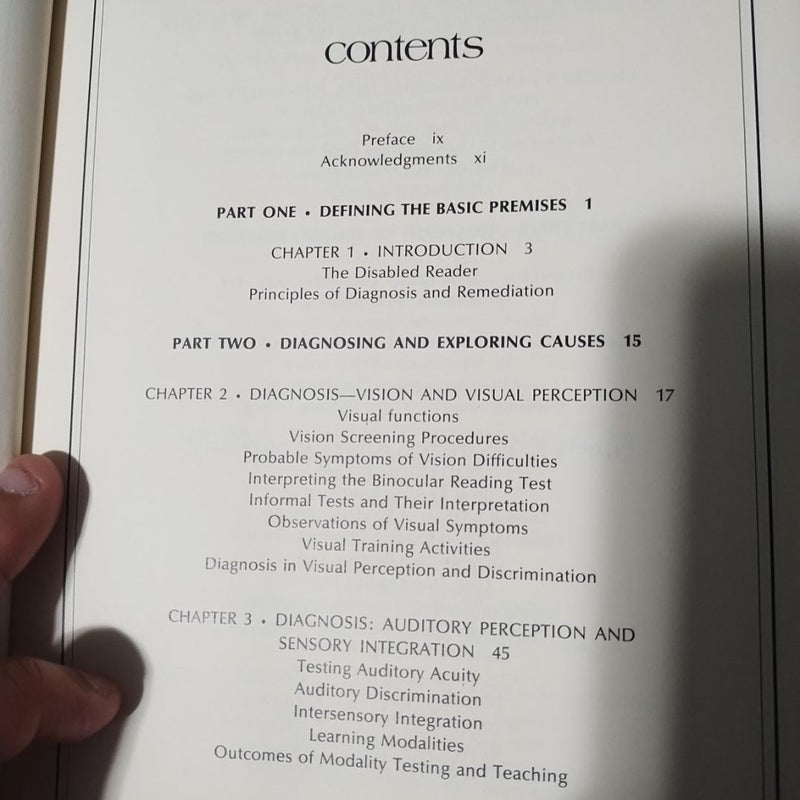 contents
Preface ix
Acknowledgments xi
PART ONE • DEFINING THE BASIC PREMISES 1
CHAPTER 1 • INTRODUCTION 3
The Disabled Reader
Principles of Diagnosis and Remediation
PART TWO • DIAGNOSING AND EXPLORING CAUSES 15
CHAPTER 2 • DIAGNOSIS—VISION AND VISUAL PERCEPTION 17
Visual functions
Vision Screening Procedures
Probable Symptoms of Vision Difficulties
Interpreting the Binocular Reading Test
Informal Tests and Their Interpretation
Observations of Visual Symptoms
Visual Training Activities
Diagnosis in Visual Perception and Discrimination
CHAPTER 3 • DIAGNOSIS: AUDITORY PERCEPTION AND
SENSORY INTEGRATION 45
Testing Auditory Acuity
Auditory Discrimination
Intersensory Integration
Learning Modalities
Outcomes of Modality Testing and Teaching